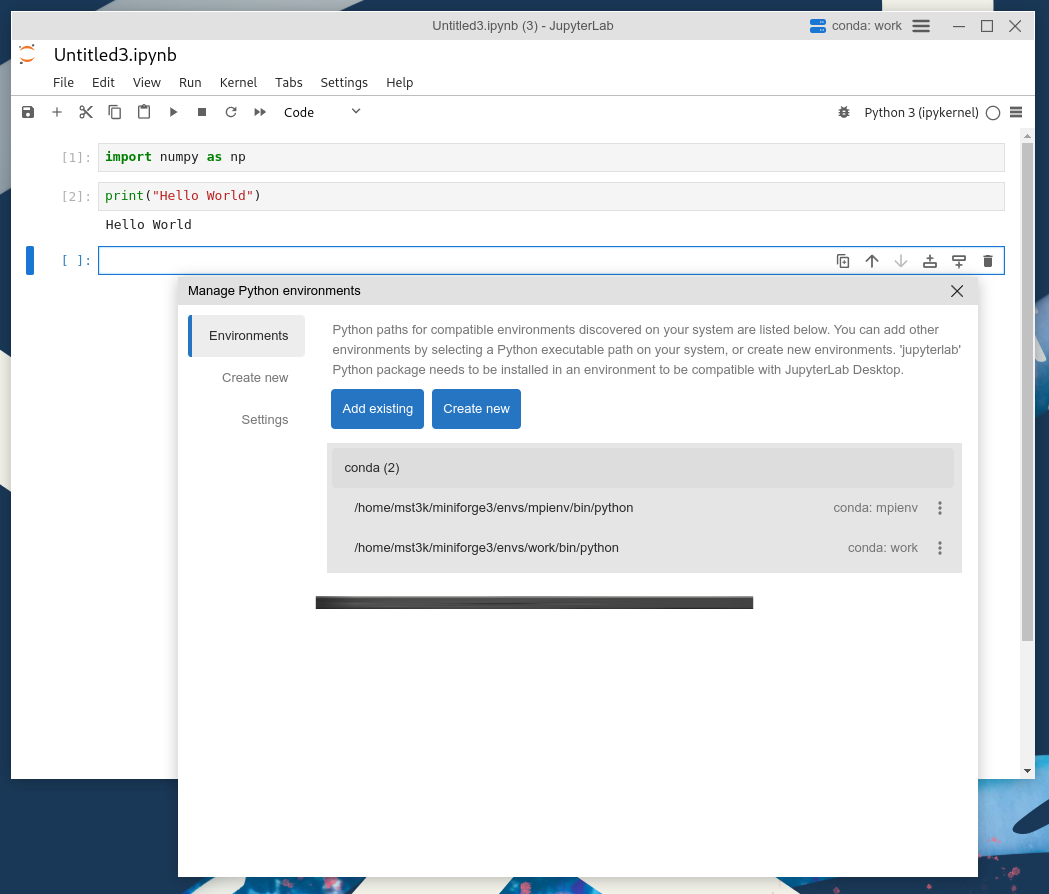 Untitled3.ipynb (3) - JupyterLab
conda: work
Untitled3.ipynb
File Edit View Run Kernel Tabs Settings Help
Code
Python 3 (ipykernel)
[1]: import numpy as np
[2]: print("Hello World")
Hello World
[ ]:
Manage Python environments
Environments
Create new
Settings
Python paths for compatible environments discovered on your system are listed below. You can add other
environments by selecting a Python executable path on your system, or create new environments. 'jupyterlab'
Python package needs to be installed in an environment to be compatible with JupyterLab Desktop.
Add existing
Create new
conda (2)
/home/mst3k/miniforge3/envs/mpienv/bin/python conda: mpienv
/home/mst3k/miniforge3/envs/work/bin/python conda: work